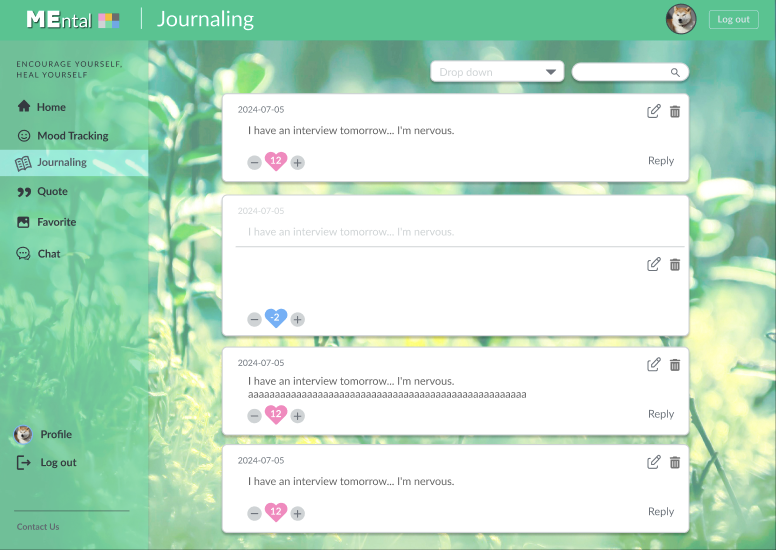 MEntal
Journaling
Log out
ENCOURAGE YOURSELF,
HEAL YOURSELF
Home
Mood Tracking
Journaling
Quote
Favorite
Chat
Profile
Log out
Contact Us
Drop down
2024-07-05
I have an interview tomorrow... I'm nervous.
12
Reply
2024-07-05
I have an interview tomorrow... I'm nervous.
-2
2024-07-05
I have an interview tomorrow... I'm nervous.
aaaaaaaaaaaaaaaaaaaaaaaaaaaaaaaaaaaaaaaaaaaaaaaaaaa
12
Reply
2024-07-05
I have an interview tomorrow... I'm nervous.
12
Reply